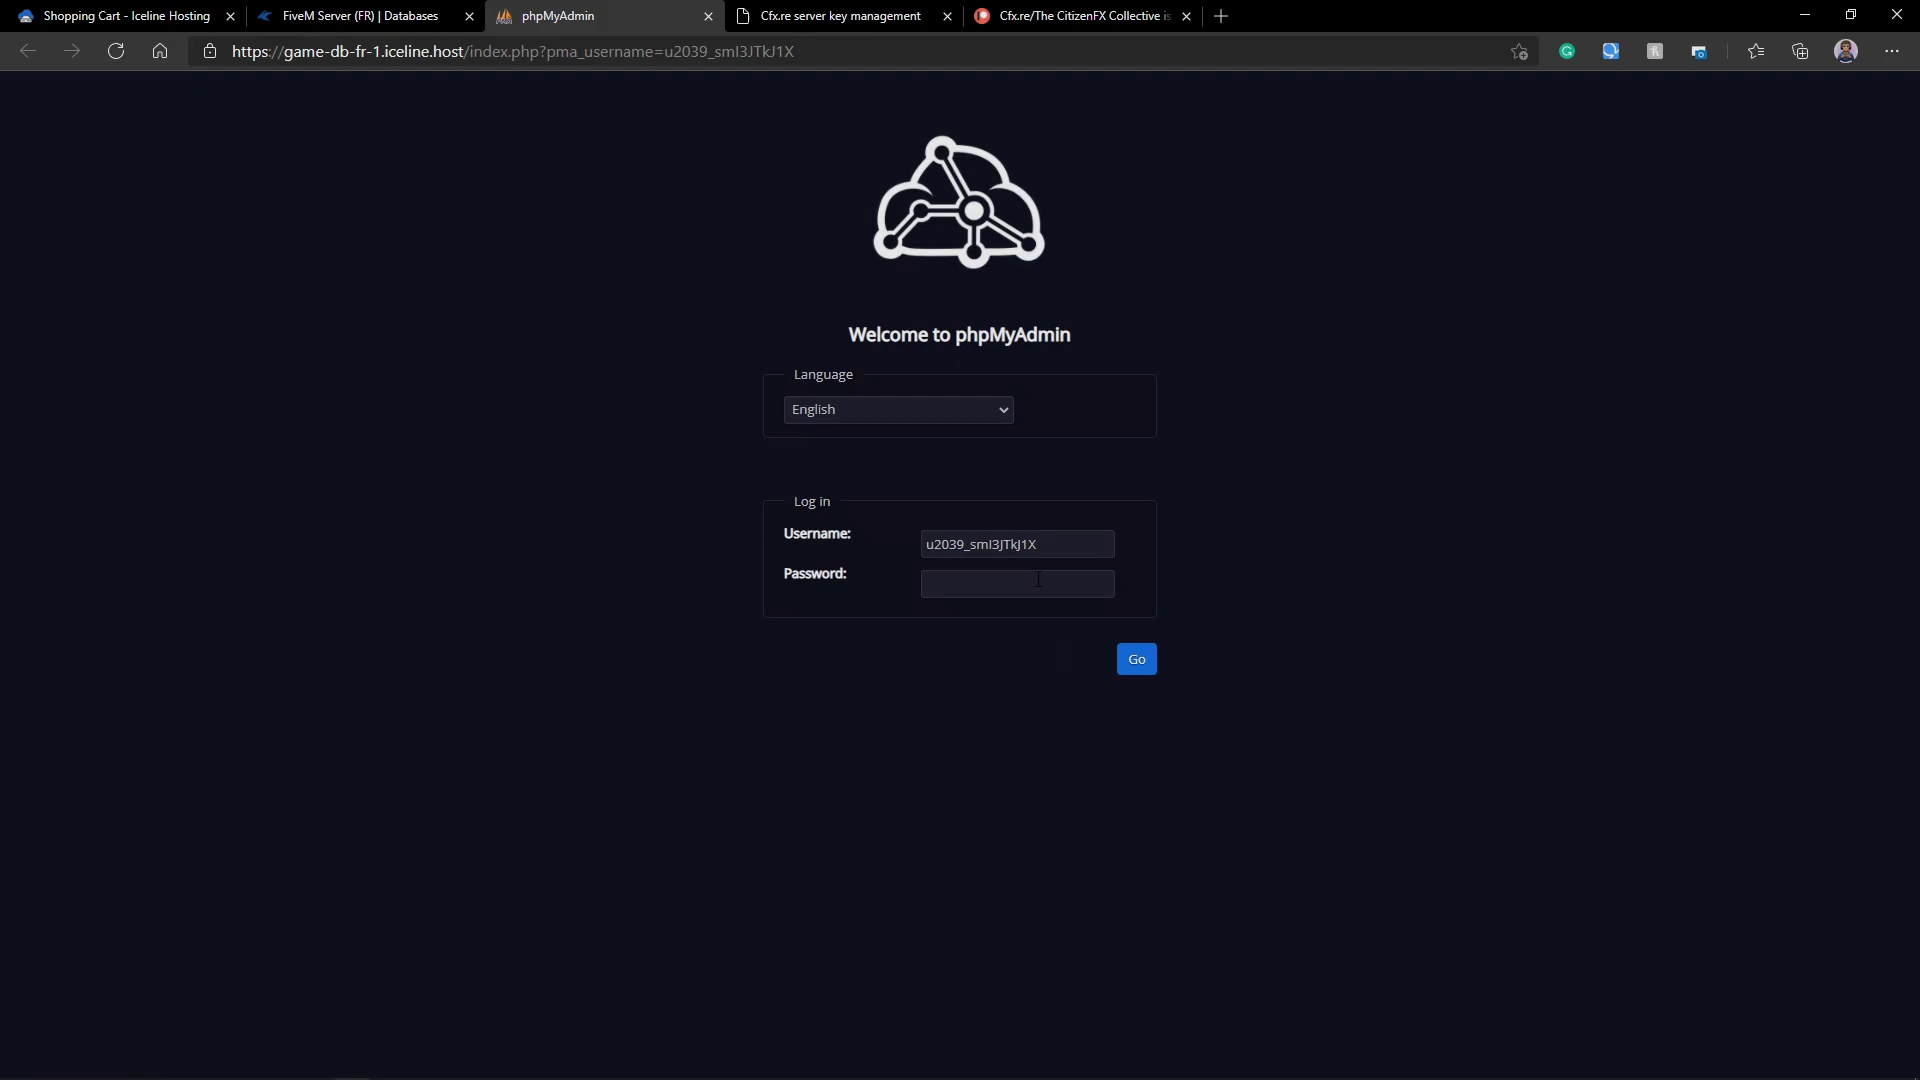 Shopping Cart - Iceline Hosting
FiveM Server (FR) | Databases
phpMyAdmin
Cfx.re server key management
Cfx.re/The CitizenFX Collective is
https://game-db-fr-1.iceline.host/index.php?pma_username=u2039_smI3JTkJ1X
Welcome to phpMyAdmin
Language
English
Log in
Username:
u2039_smI3JTkJ1X
Password:
Go